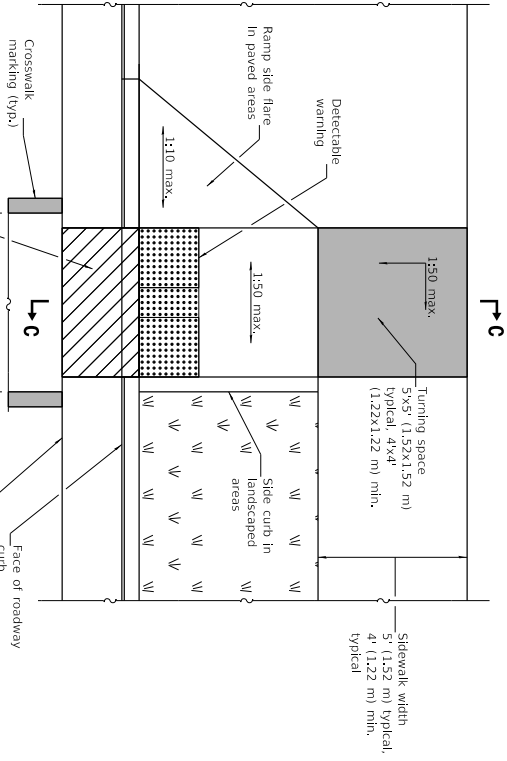 Crosswalk
marking (typ.)
Ramp side flare
in paved areas
Detectable
warning
1:10 max.
1:50 max.
1:50 max.
C
C
Turning space
5'x5' (1.52x1.52 m)
typical, 4'x4'
(1.22x1.22 m) min.
Side curb in
landscaped
areas
Face of roadway
Sidewalk width
5' (1.52 m) typical,
4' (1.22 m) min.
typical